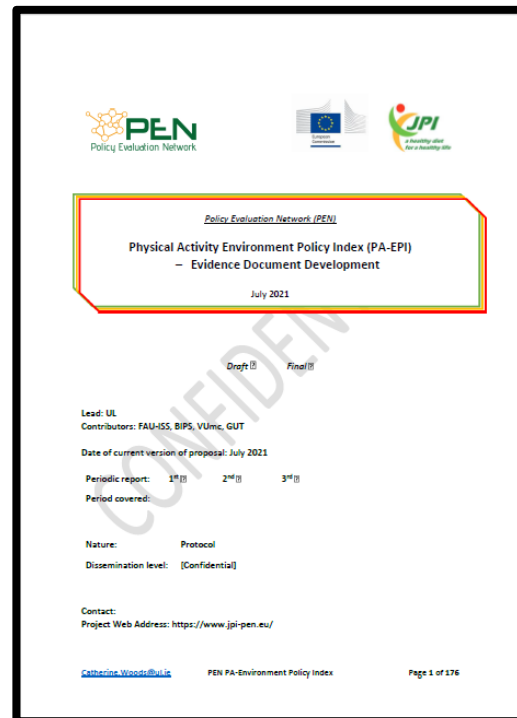 PEN
Policy Evaluation Network
European
Commission
JPI
a healthy diet
for a healthy life
Policy Evaluation Network (PEN)
Physical Activity Environment Policy Index (PA-EPI)
– Evidence Document Development
July 2021
CONFIDEN
Draft Final
Lead: UL
Contributors: FAU-ISS, BIPS, VUmc, GUT
Date of current version of proposal: July 2021
Periodic report: 1st 2nd 3rd
Period covered:
Nature: Protocol
Dissemination level: [Confidential]
Contact:
Project Web Address: https://www.jpi-pen.eu/
Catherine.Woods@ul.ie PEN PA-Environment Policy Index Page 1 of 176